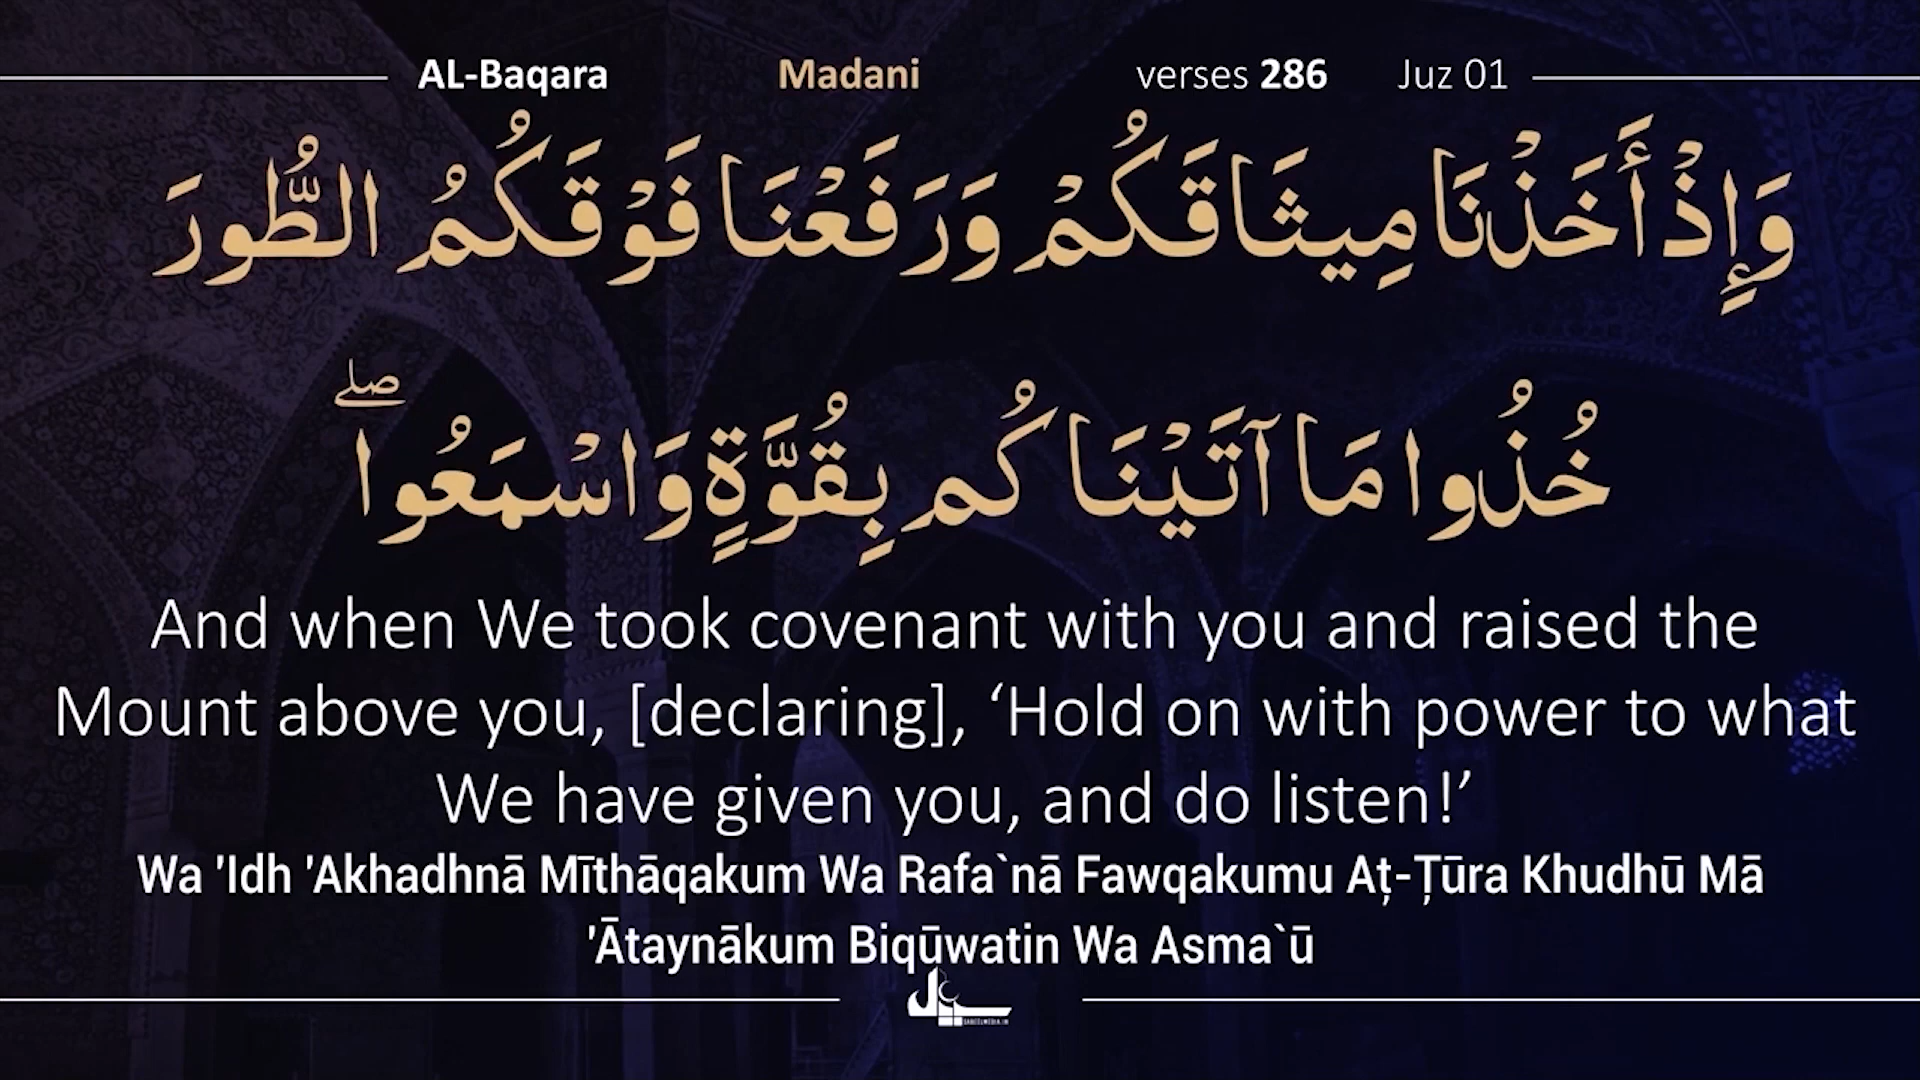 AL-Baqara Madani verses 286 Juz 01
وَإِذْ أَخَذْنَا مِيثَاقَكُمْ وَرَفَعْنَا فَوْقَكُمُ الطُّورَ
خُذُوا مَا آتَيْنَاكُم بِقُوَّةٍ وَاسْمَعُوا ۖ
And when We took covenant with you and raised the
Mount above you, [declaring], ‘Hold on with power to what
We have given you, and do listen!’
Wa 'Idh 'Akhadhnā Mīthāqakum Wa Rafa`nā Fawqakumu Aţ-Ţūra Khudhū Mā
'Ātaynākum Biqūwatin Wa Asma`ū